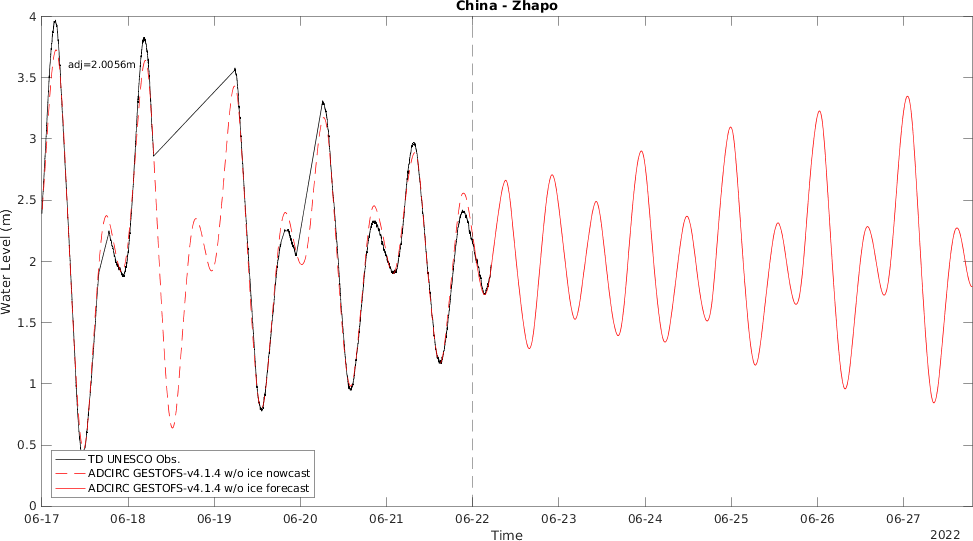 China - Zhapo
4
3.5
3
2.5
2
1.5
1
0.5
0
Water Level (m)
adj=2.0056m
TD UNESCO Obs.
ADCIRC GESTOFS-v4.1.4 w/o ice nowcast
ADCIRC GESTOFS-v4.1.4 w/o ice forecast
06-17 06-18 06-19 06-20 06-21 06-22 06-23 06-24 06-25 06-26 06-27
Time
2022